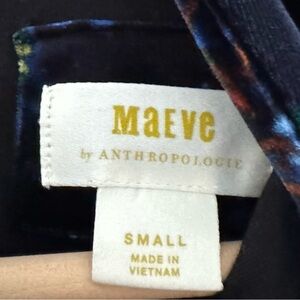 MaEVe
by ANTHROPOLOGIE
SMALL
MADE IN
VIETNAM